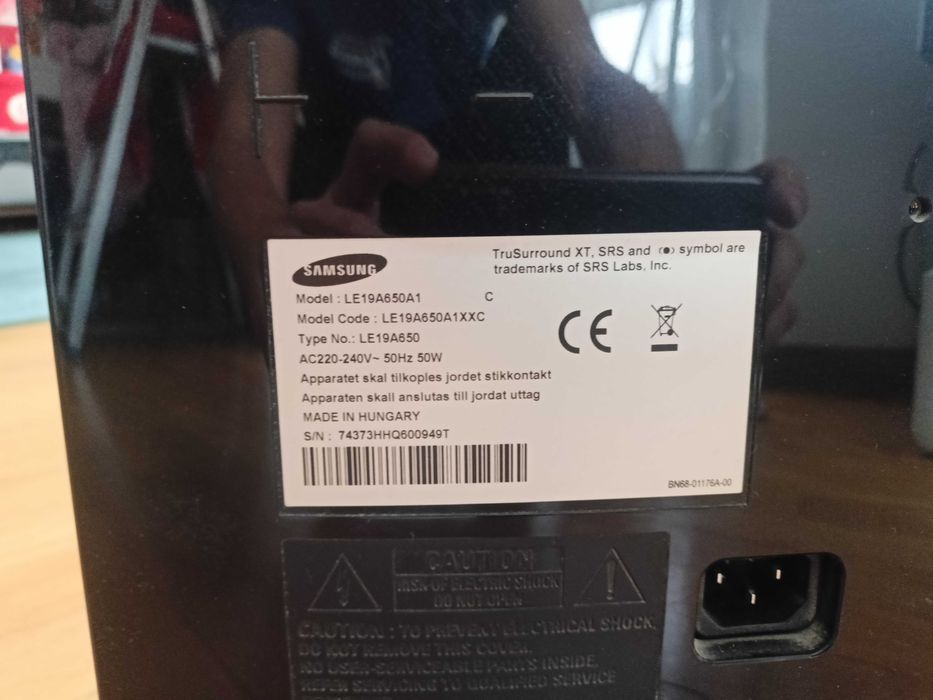 SAMSUNG
TruSurround XT, SRS and (●) symbol are
trademarks of SRS Labs, Inc.
Model : LE19A650A1 C
Model Code : LE19A650A1XXC
Type No.: LE19A650
AC220-240V~ 50Hz 50W
Apparatet skal tilkoples jordet stikkontakt
Apparaten skall anslutas till jordat uttag
MADE IN HUNGARY
S/N : 74373HHQ600949T
CE
BN68-01176A-00
CAUTION
RISK OF ELECTRIC SHOCK
DO NOT OPEN
CAUTION : TO PREVENT ELECTRICAL SHOCK,
DO NOT REMOVE THIS COVER.
NO USER-SERVICEABLE PARTS INSIDE.
REFER SERVICING TO QUALIFIED SERVICE